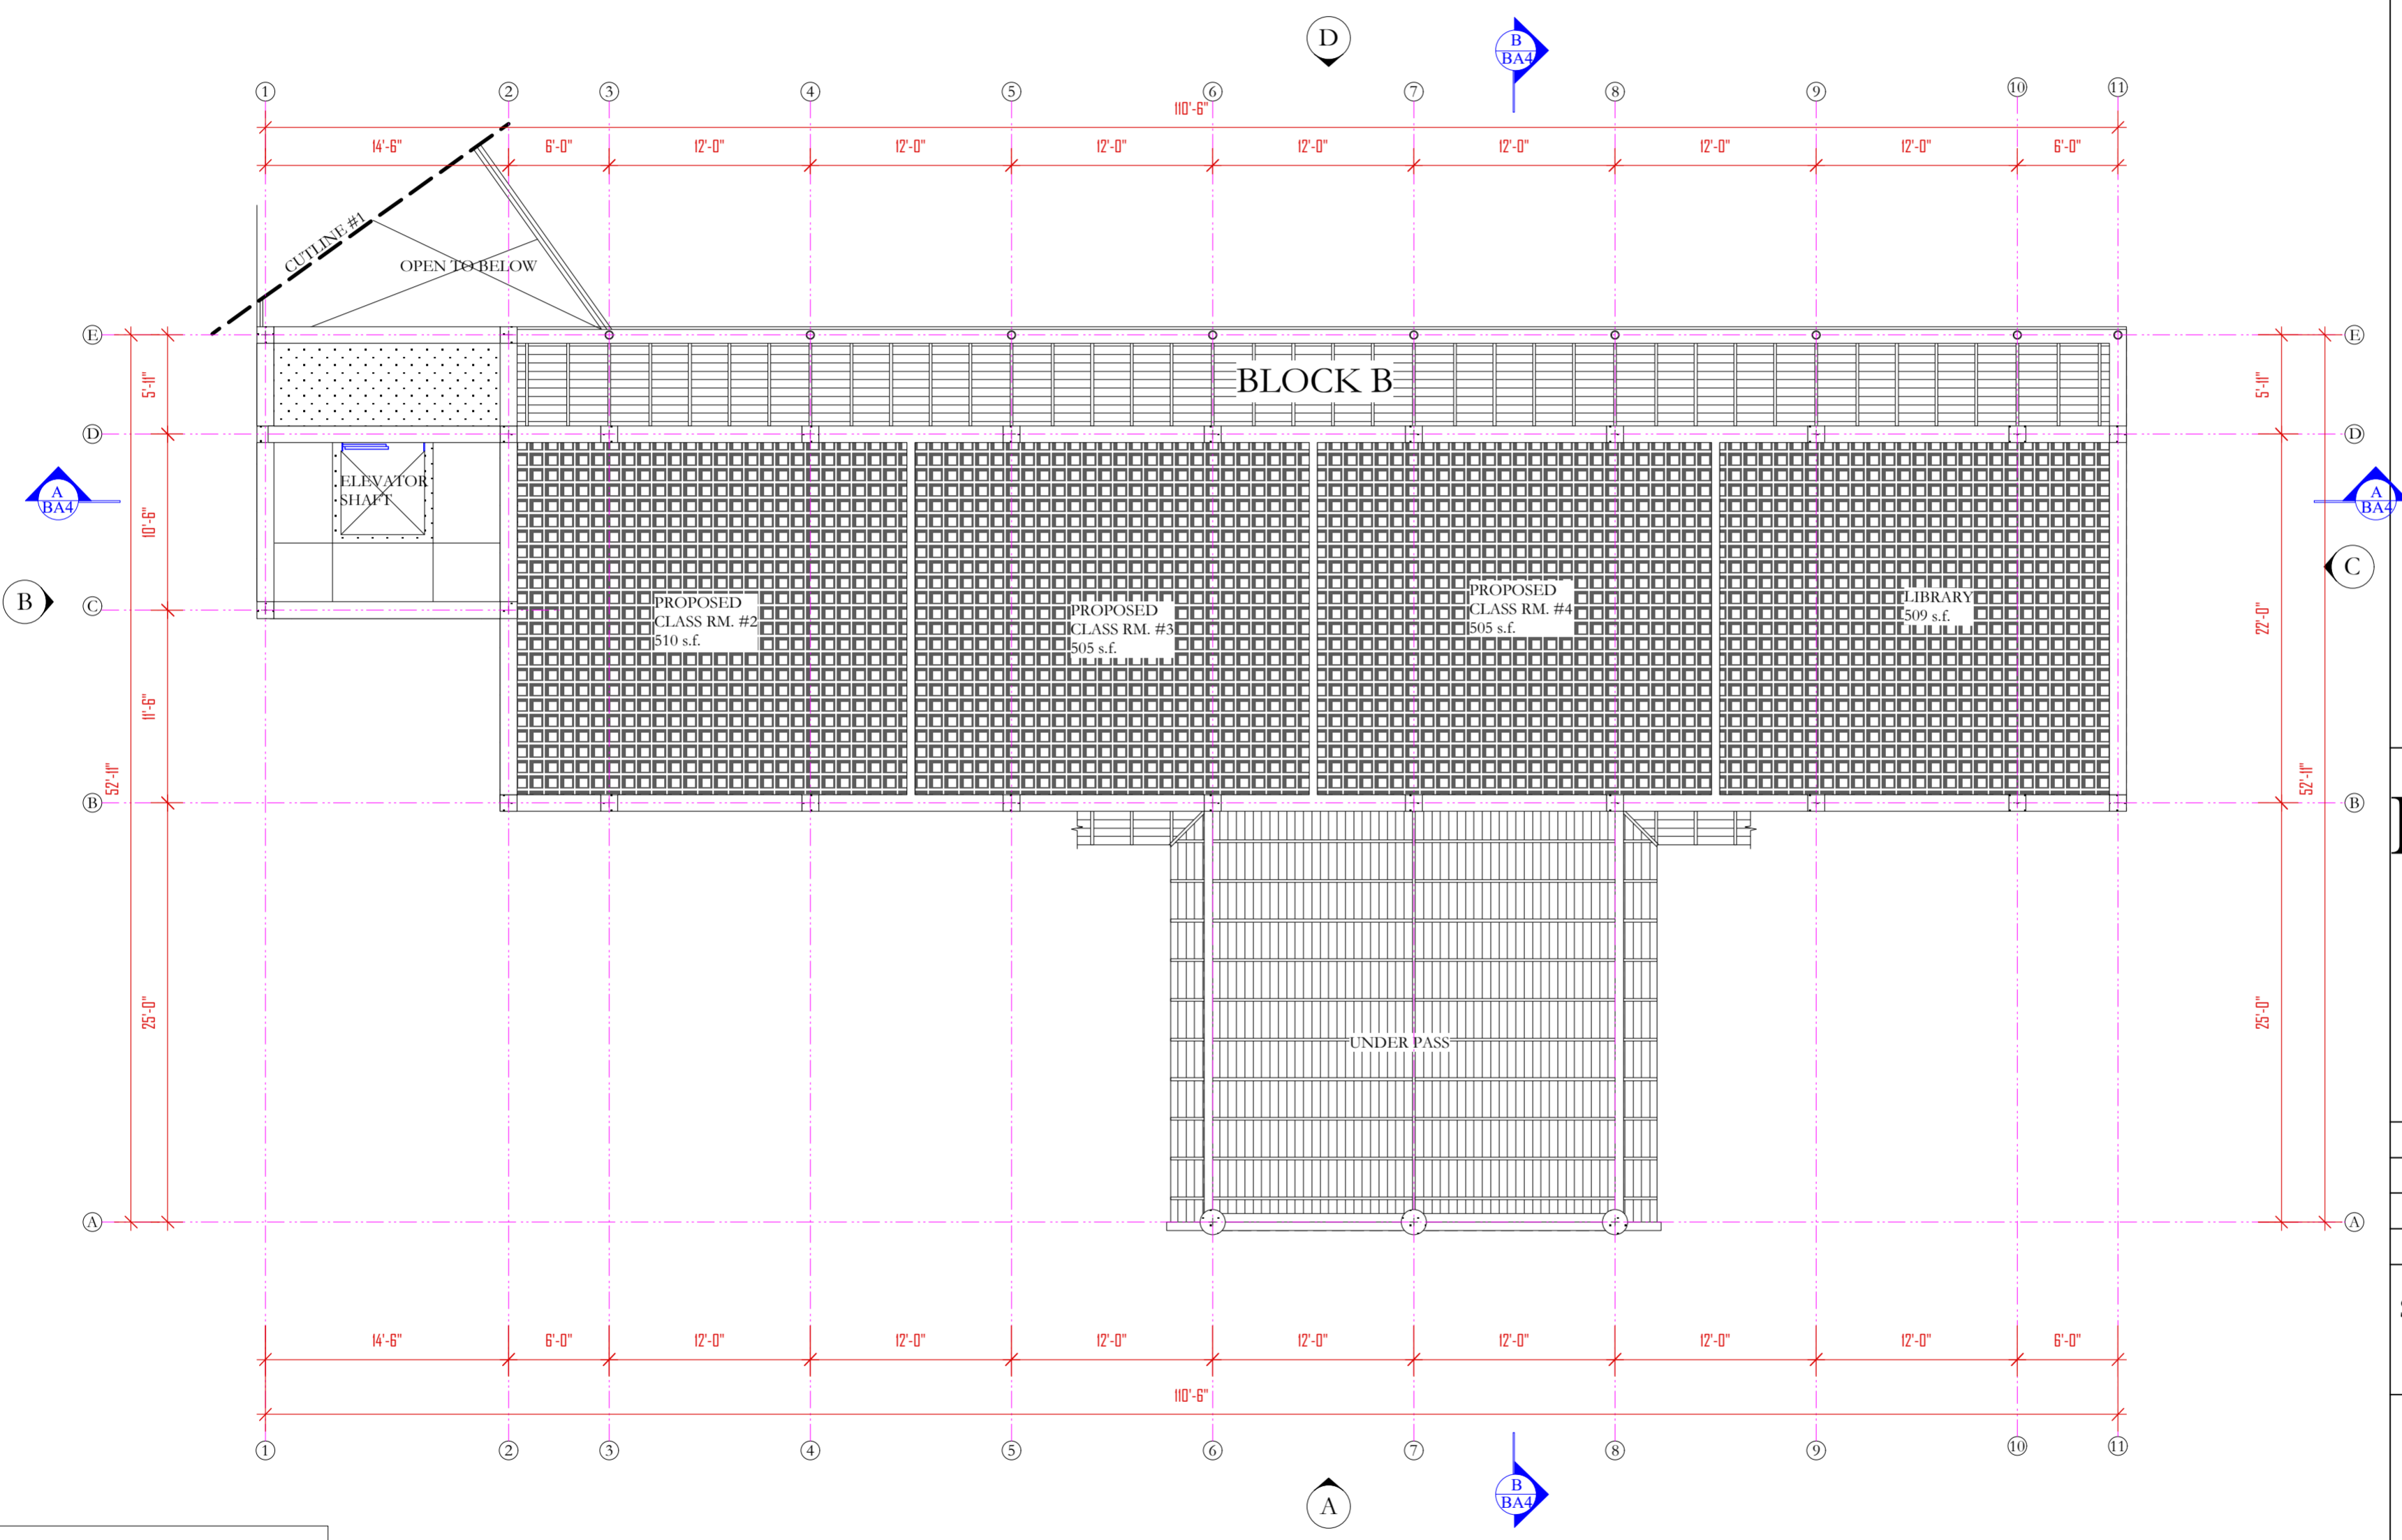 D
B
BA4
1
2
3
4
5
6
7
8
9
10
11
110'-6"
14'-6"
6'-0"
12'-0"
12'-0"
12'-0"
12'-0"
12'-0"
12'-0"
12'-0"
6'-0"
CUTLINE #1
OPEN TO BELOW
E
E
5'-11"
BLOCK B
5'-11"
D
D
A
BA4
ELEVATOR
SHAFT
A
BA4
10'-6"
B
C
C
PROPOSED
CLASS RM. #2
510 s.f.
PROPOSED
CLASS RM. #3
505 s.f.
PROPOSED
CLASS RM. #4
505 s.f.
LIBRARY
509 s.f.
22'-0"
11'-6"
52'-11"
52'-11"
B
B
25'-0"
UNDER PASS
25'-0"
A
A
14'-6"
6'-0"
12'-0"
12'-0"
12'-0"
12'-0"
12'-0"
12'-0"
12'-0"
6'-0"
110'-6"
1
2
3
4
5
6
7
8
9
10
11
A
B
BA4